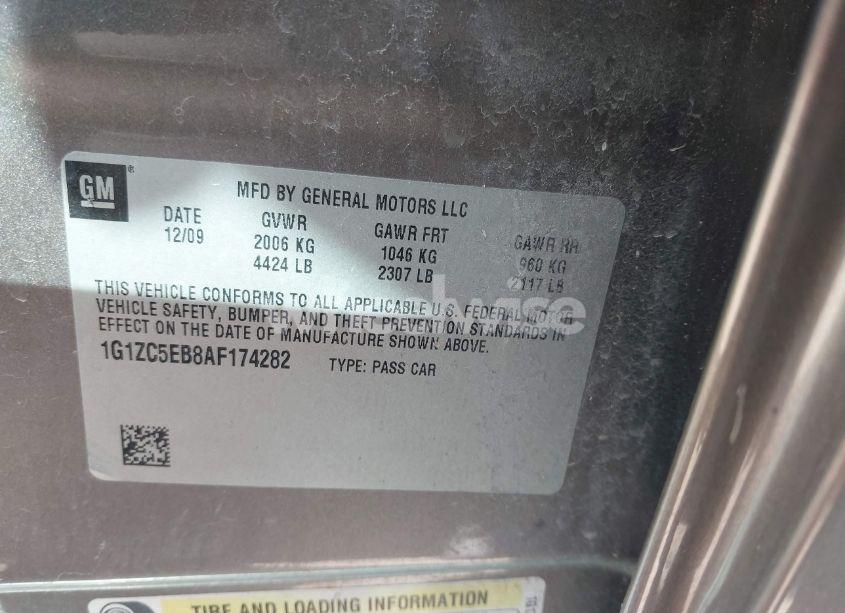 GM
MFD BY GENERAL MOTORS LLC
DATE GVWR GAWR FRT GAWR RR
12/09 2006 KG 1046 KG 960 KG
4424 LB 2307 LB 2117 LB
THIS VEHICLE CONFORMS TO ALL APPLICABLE U.S. FEDERAL MOTOR
VEHICLE SAFETY, BUMPER, AND THEFT PREVENTION STANDARDS IN
EFFECT ON THE DATE OF MANUFACTURE SHOWN ABOVE.
1G1ZC5EB8AF174282 TYPE: PASS CAR
TIRE AND LOADING INFORMATION